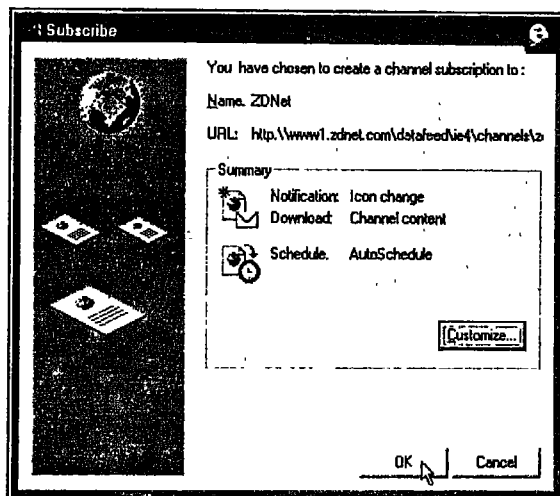 Subscribe
You have chosen to create a channel subscription to :
Name. ZDNet
URL: http.\\www1.zdnet.com\datafeed\ie4\channels\z
Summary
Notification: Icon change
Download: Channel content
Schedule. AutoSchedule
Customize...
OK
Cancel